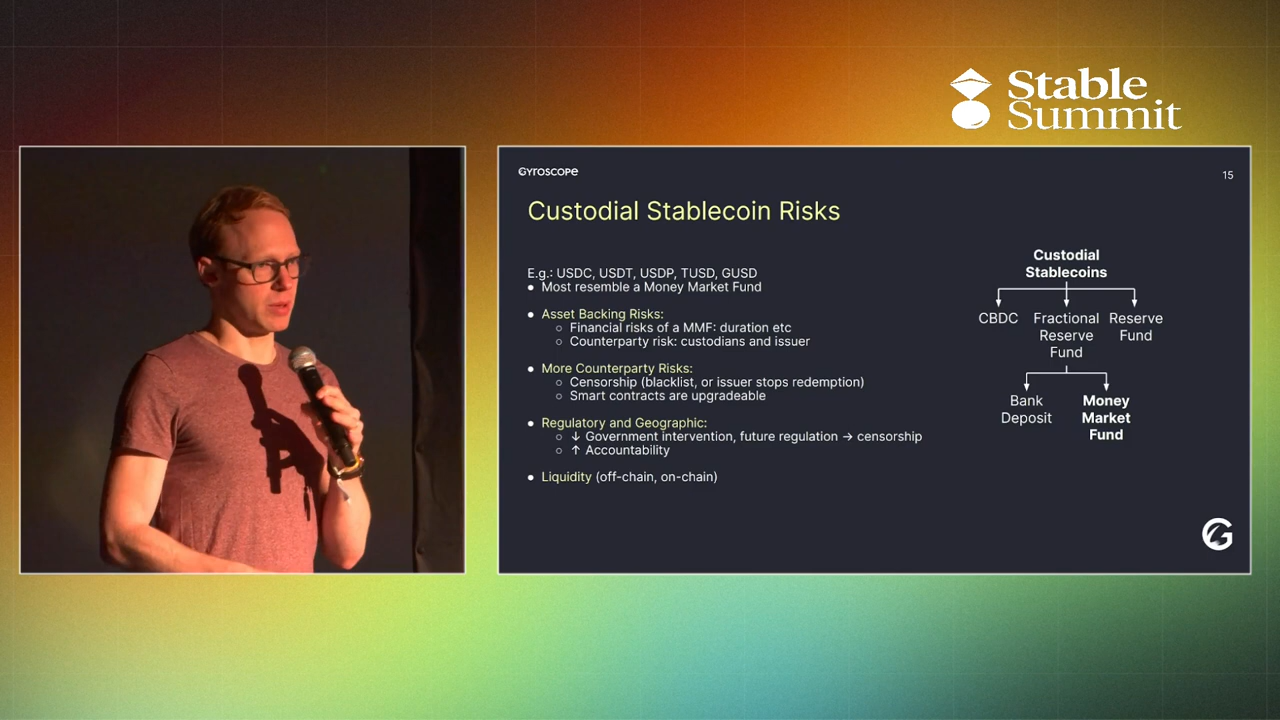 Stable
Summit
GYROSCOPE
15
Custodial Stablecoin Risks
E.g.: USDC, USDT, USDP, TUSD, GUSD
● Most resemble a Money Market Fund
● Asset Backing Risks:
○ Financial risks of a MMF: duration etc
○ Counterparty risk: custodians and issuer
● More Counterparty Risks:
○ Censorship (blacklist, or issuer stops redemption)
○ Smart contracts are upgradeable
● Regulatory and Geographic:
○ ↓ Government intervention, future regulation → censorship
○ ↑ Accountability
● Liquidity (off-chain, on-chain)
Custodial
Stablecoins
CBDC
Fractional
Reserve
Fund
Reserve
Fund
Bank
Deposit
Money
Market
Fund